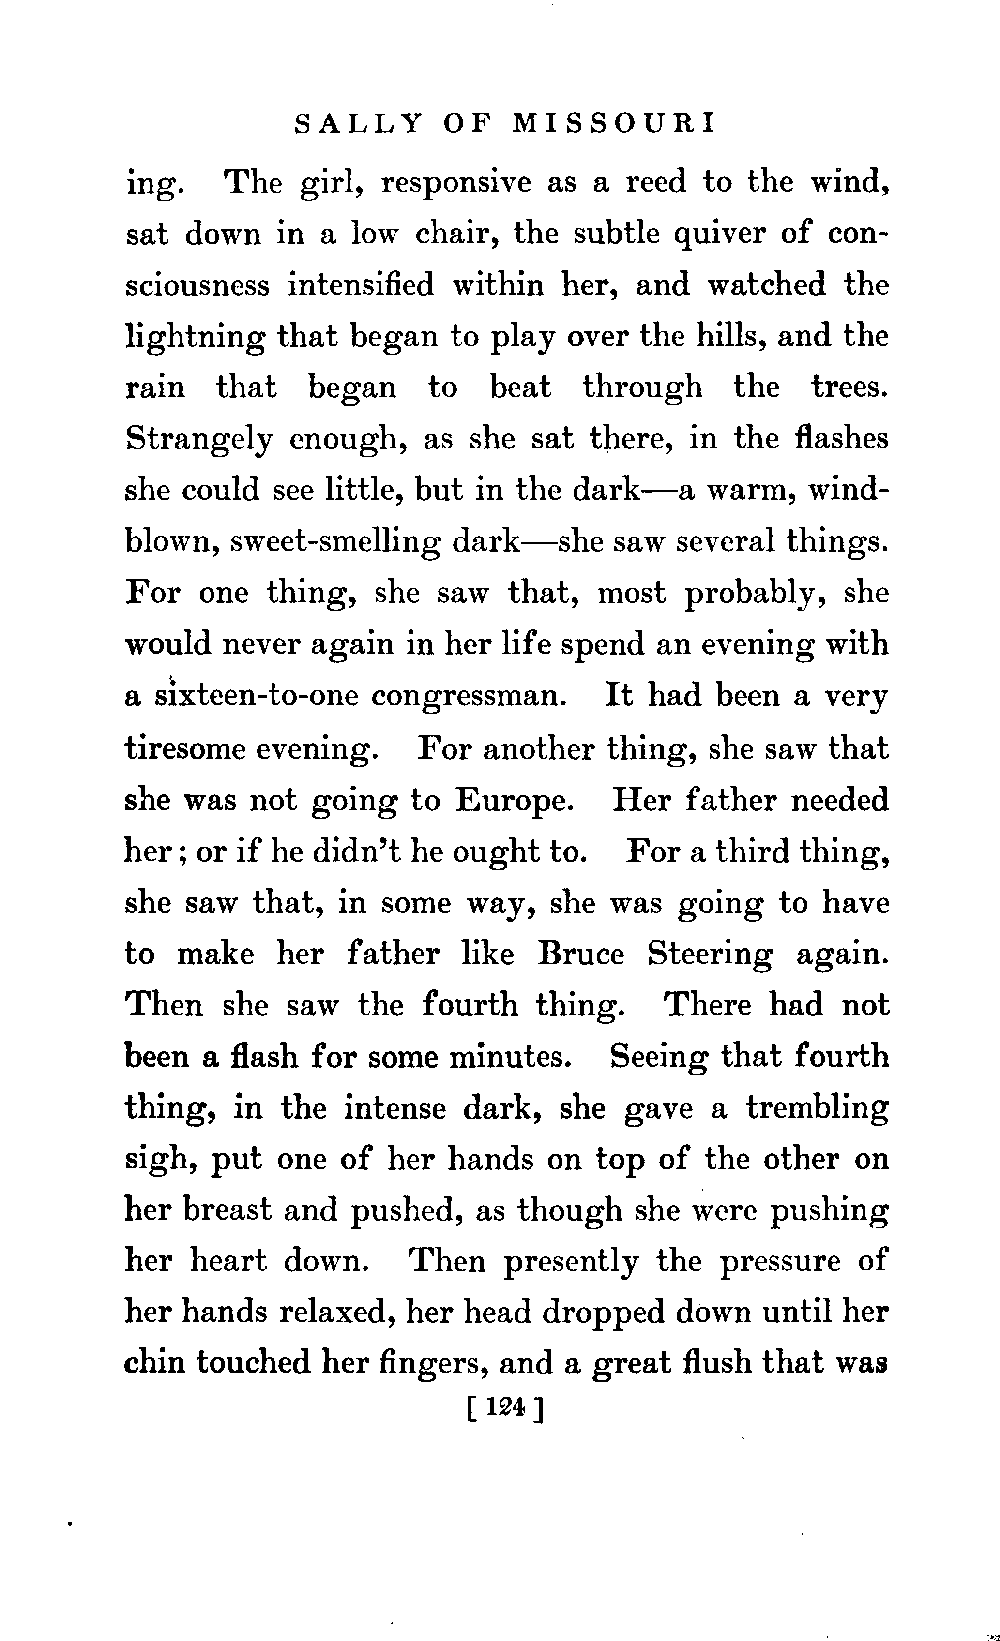 SALLY OF MISSOURI
ing. The girl, responsive as a reed to the wind,
sat down in a low chair, the subtle quiver of con-
sciousness intensified within her, and watched the
lightning that began to play over the hills, and the
rain that began to beat through the trees.
Strangely enough, as she sat there, in the flashes
she could see little, but in the dark—a warm, wind-
blown, sweet-smelling dark—she saw several things.
For one thing, she saw that, most probably, she
would never again in her life spend an evening with
a sixteen-to-one congressman. It had been a very
tiresome evening. For another thing, she saw that
she was not going to Europe. Her father needed
her; or if he didn't he ought to. For a third thing,
she saw that, in some way, she was going to have
to make her father like Bruce Steering again.
Then she saw the fourth thing. There had not
been a flash for some minutes. Seeing that fourth
thing, in the intense dark, she gave a trembling
sigh, put one of her hands on top of the other on
her breast and pushed, as though she were pushing
her heart down. Then presently the pressure of
her hands relaxed, her head dropped down until her
chin touched her fingers, and a great flush that was
[ 124 ]